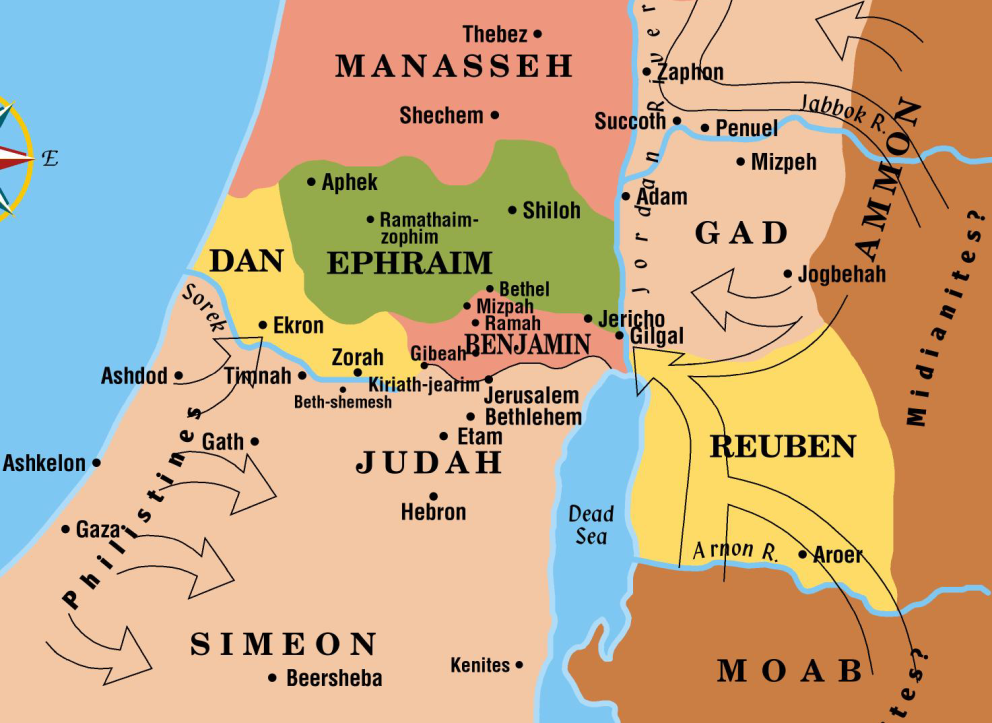 Thebez
MANASSEH
Zaphon
Shechem
Succoth
Penuel
Jabbok R.
Mizpeh
E
Aphek
Adam
Ramathaim-
zophim
Shiloh
Jordan River
GAD
AMMON
DAN
EPHRAIM
Jogbehah
Midianites?
Bethel
Sorek
Mizpah
Ramah
Jericho
Ekron
Gilgal
BENJAMIN
Gibeah
Zorah
Ashdod
Timnah
Kiriath-jearim
Beth-shemesh
Jerusalem
Bethlehem
Etam
Gath
REUBEN
Ashkelon
JUDAH
Hebron
Dead
Sea
Gaza
Philistines
Arnon R.
Aroer
SIMEON
Kenites
MOAB
Beersheba